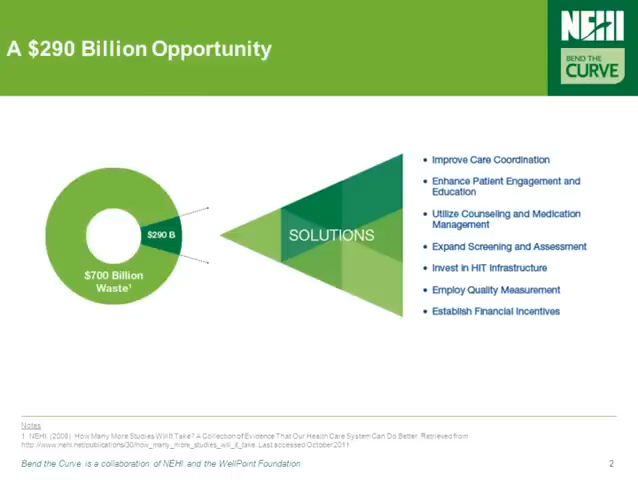 A $290 Billion Opportunity
NEHI
BEND THE
CURVE
$290 B
$700 Billion
Waste¹
SOLUTIONS
• Improve Care Coordination
• Enhance Patient Engagement and
Education
• Utilize Counseling and Medication
Management
• Expand Screening and Assessment
• Invest in HIT Infrastructure
• Employ Quality Measurement
• Establish Financial Incentives
Notes
1 NEHI. (2008). How Many More Studies Will It Take? A Collection of Evidence That Our Health Care System Can Do Better. Retrieved from
http://www.nehi.net/publications/30/how_many_more_studies_will_it_take. Last accessed October 2011.
Bend the Curve is a collaboration of NEHI and the WellPoint Foundation
2